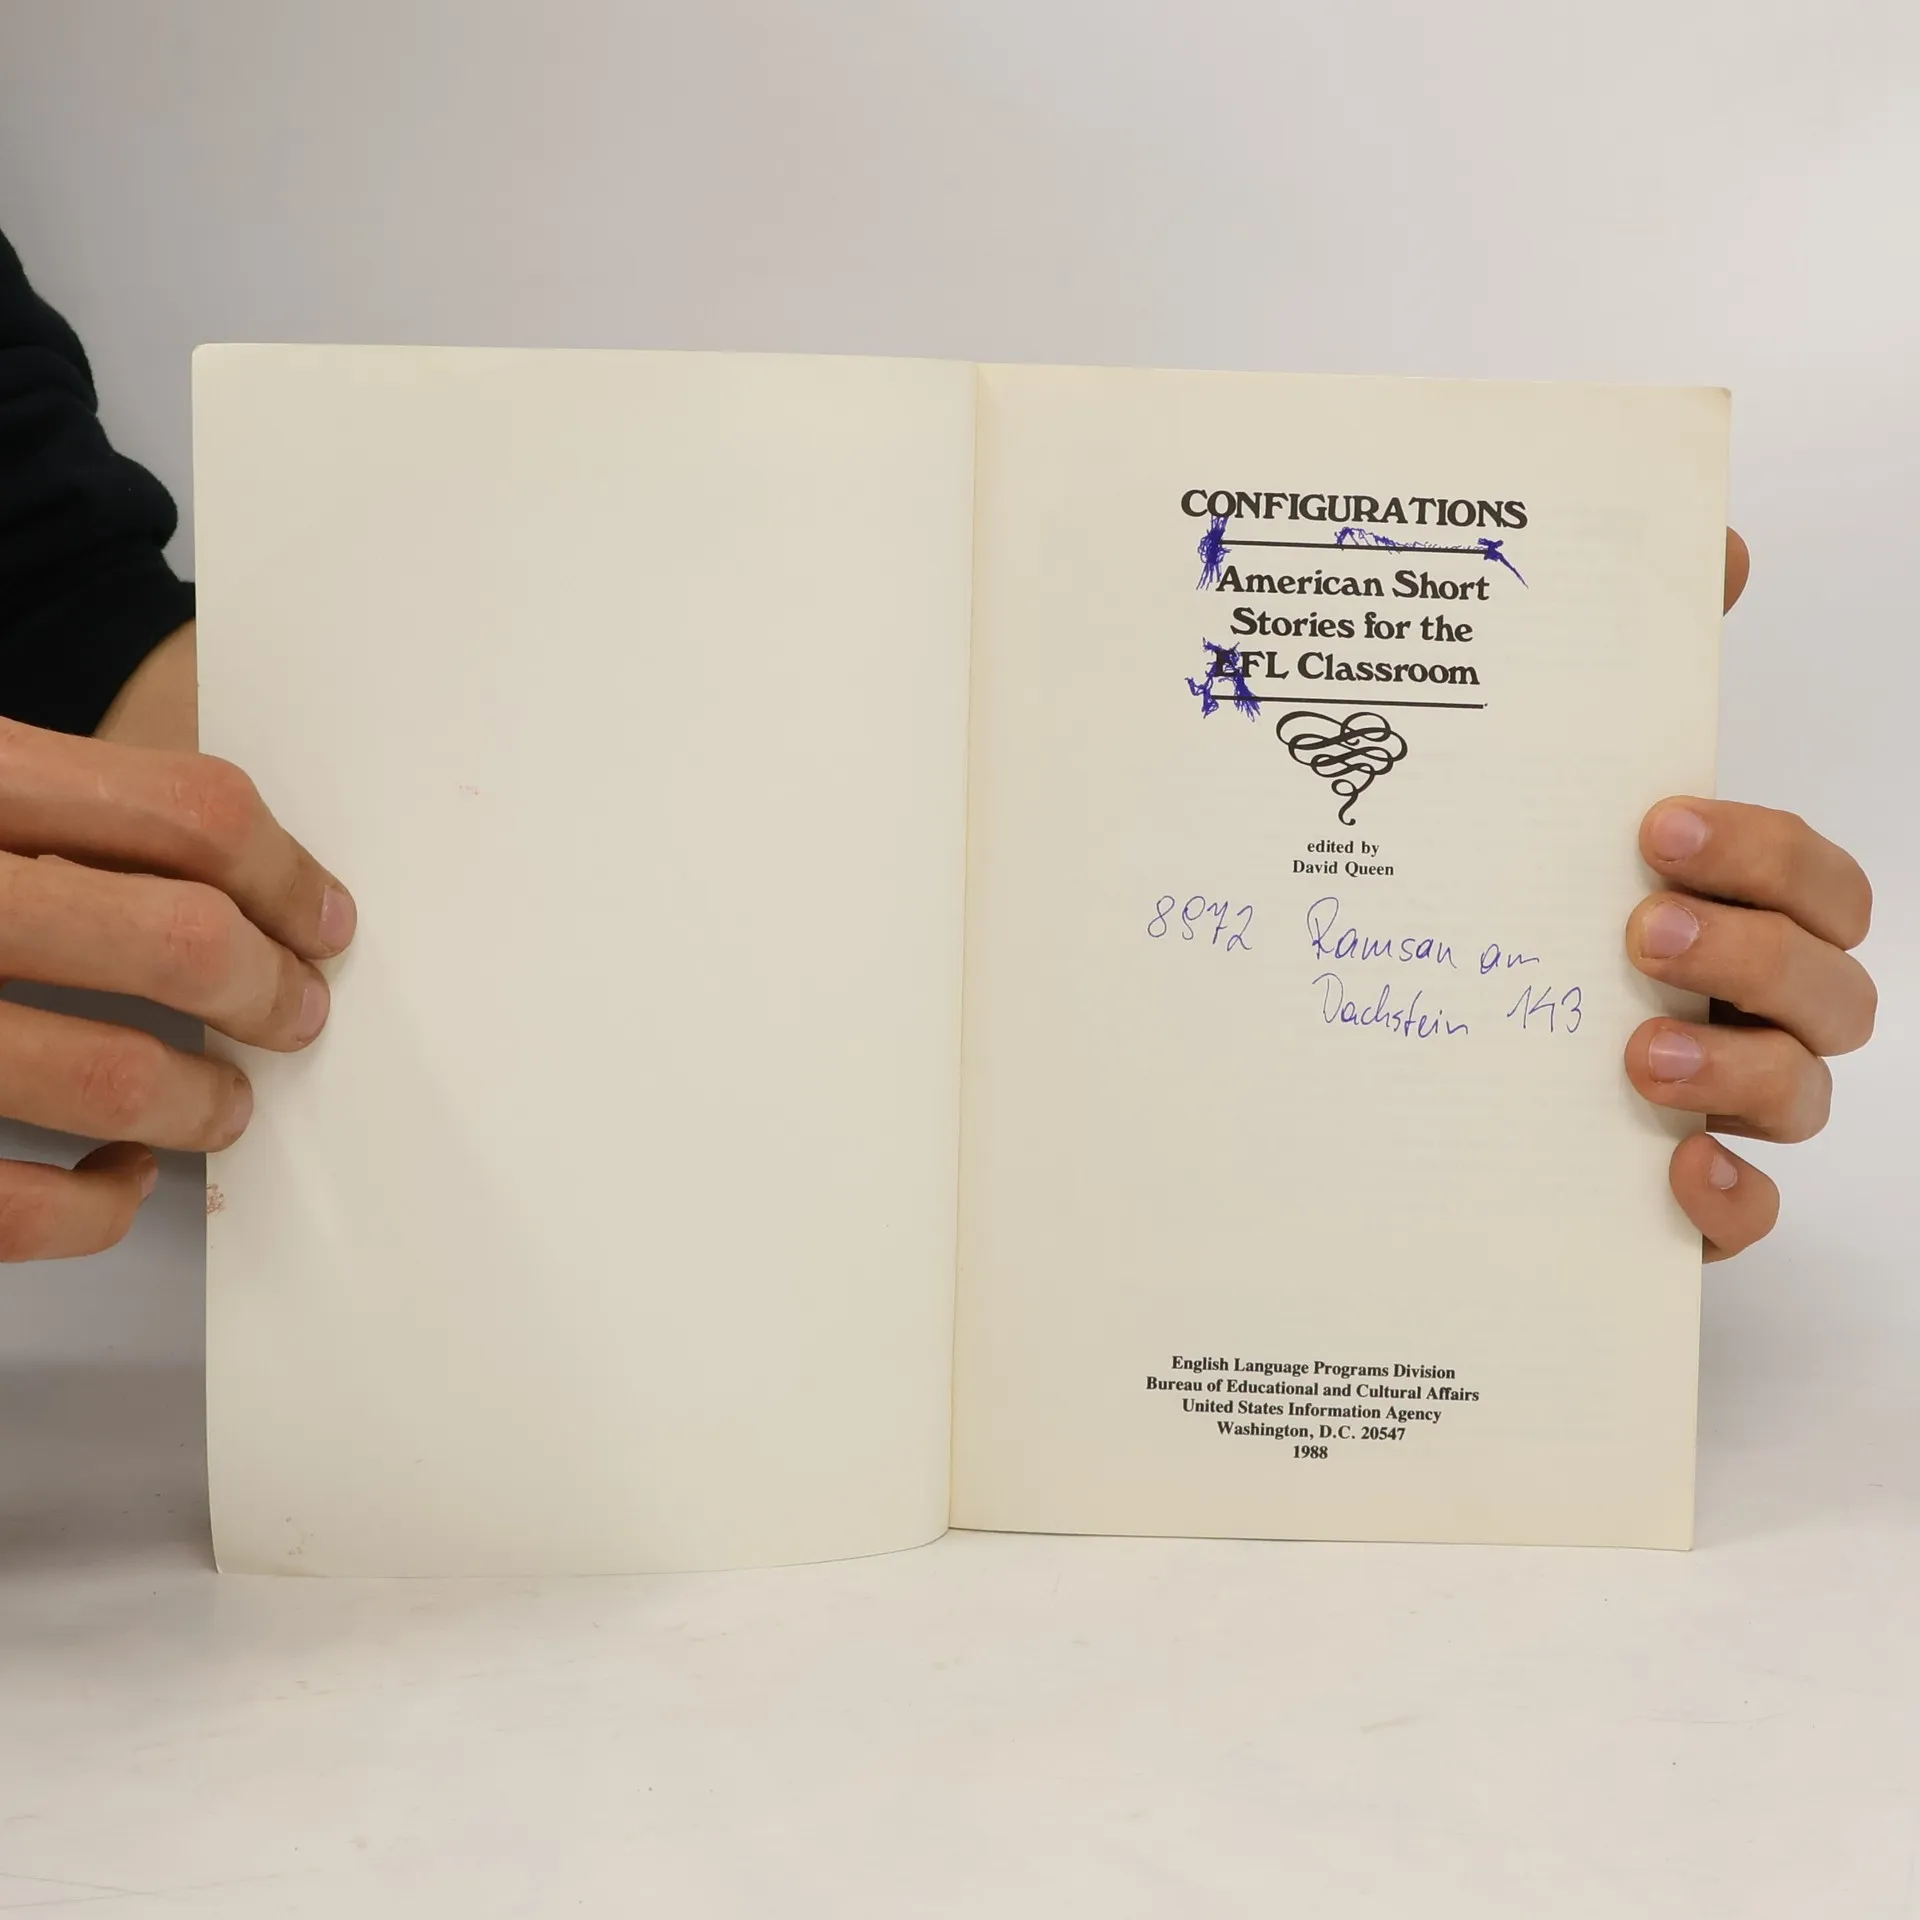 CONFIGURATIONS
American Short
Stories for the
EFL Classroom
edited by
David Queen
8972 Ramsau am
Dachstein 143
English Language Programs Division
Bureau of Educational and Cultural Affairs
United States Information Agency
Washington, D.C. 20547
1988